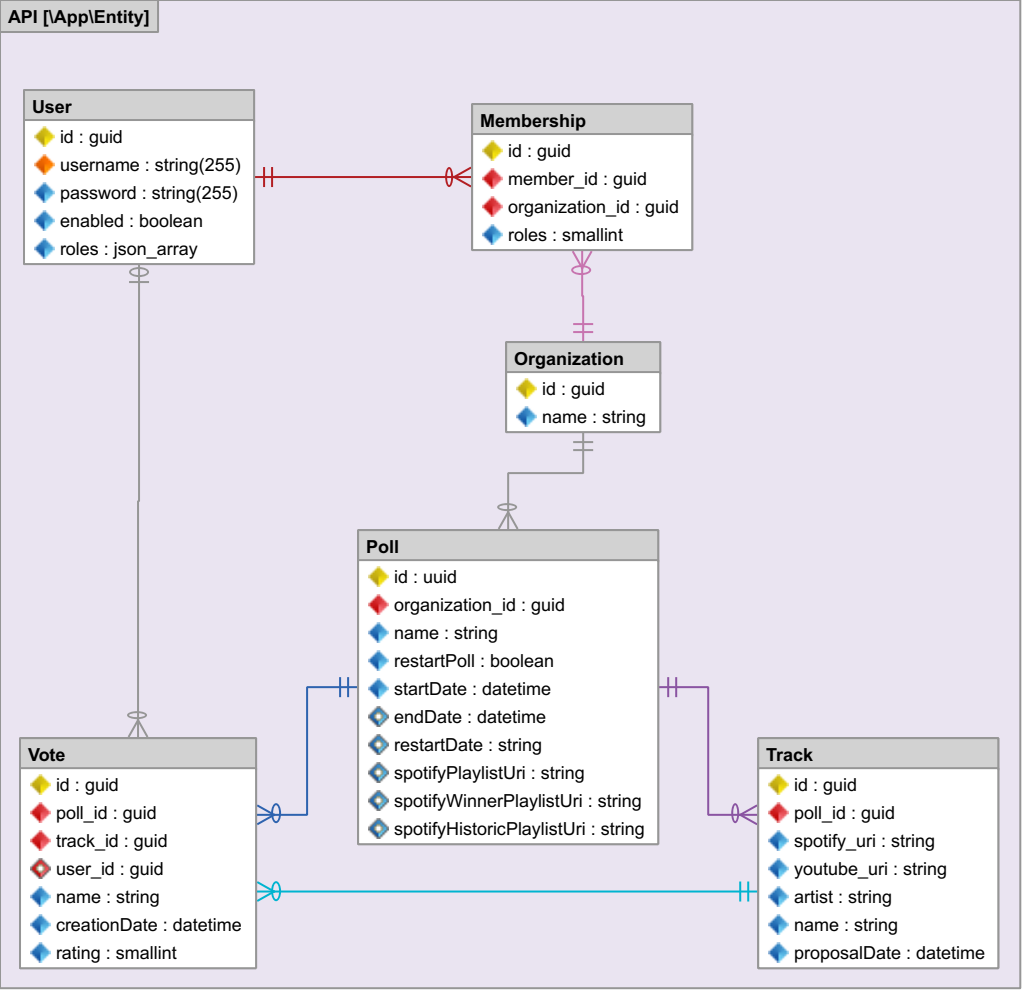 API [\App\Entity]
User
id : guid
username : string(255)
password : string(255)
enabled : boolean
roles : json_array
Membership
id : guid
member_id : guid
organization_id : guid
roles : smallint
Organization
id : guid
name : string
Poll
id : uuid
organization_id : guid
name : string
restartPoll : boolean
startDate : datetime
endDate : datetime
restartDate : string
spotifyPlaylistUri : string
spotifyWinnerPlaylistUri : string
spotifyHistoricPlaylistUri : string
Vote
id : guid
poll_id : guid
track_id : guid
user_id : guid
name : string
creationDate : datetime
rating : smallint
Track
id : guid
poll_id : guid
spotify_uri : string
youtube_uri : string
artist : string
name : string
proposalDate : datetime